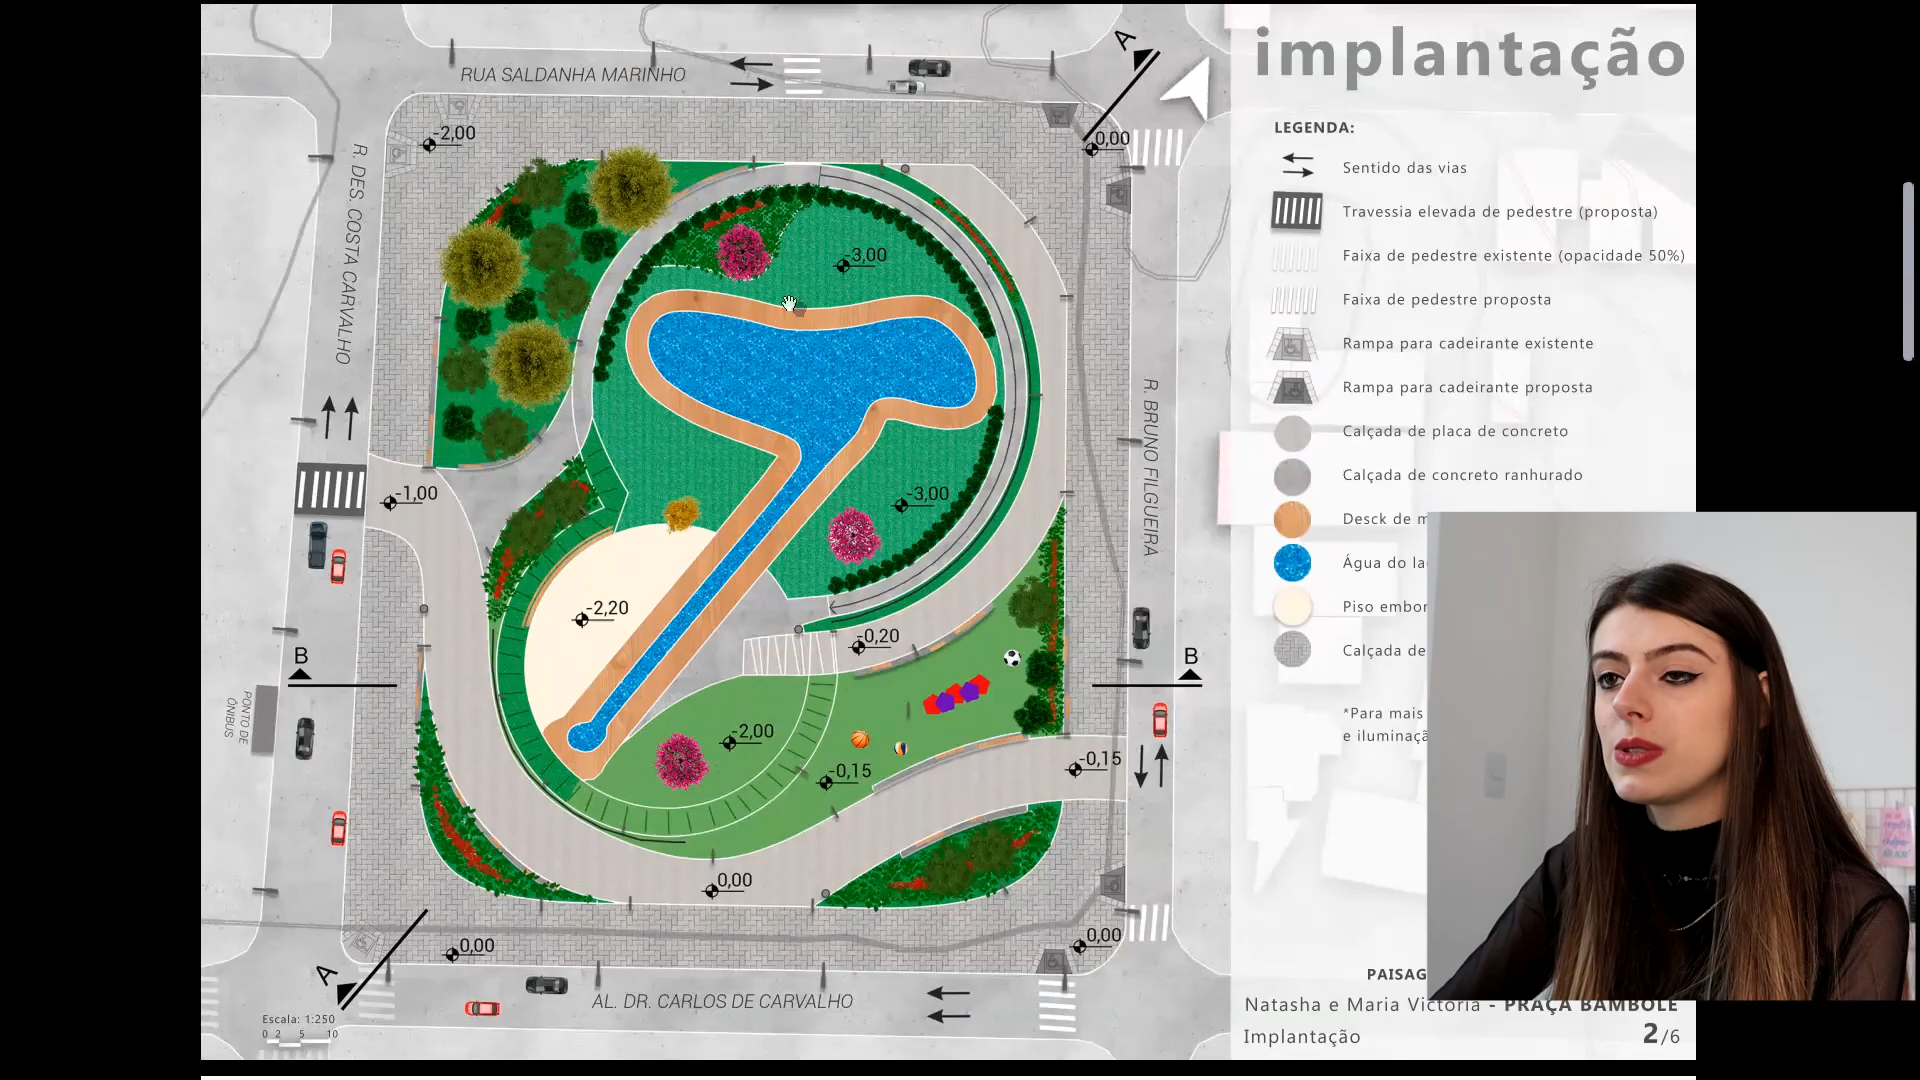 implantação
RUA SALDANHA MARINHO
A
-2,00
0,00
R. DES. COSTA CARVALHO
-3,00
R. BRUNO FILGUEIRA
-1,00
-3,00
-2,20
-0,20
B
B
PONTO DE
ÔNIBUS
-2,00
-0,15
-0,15
0,00
0,00
0,00
A
AL. DR. CARLOS DE CARVALHO
Escala: 1:250
0 2 5 10
LEGENDA:
Sentido das vias
Travessia elevada de pedestre (proposta)
Faixa de pedestre existente (opacidade 50%)
Faixa de pedestre proposta
Rampa para cadeirante existente
Rampa para cadeirante proposta
Calçada de placa de concreto
Calçada de concreto ranhurado
Desck de m
Água do la
Piso embor
Calçada de
*Para mais
e iluminaçã
PAISAG
Natasha e Maria Victoria - PRAÇA BAMBOLÊ
Implantação
2/6